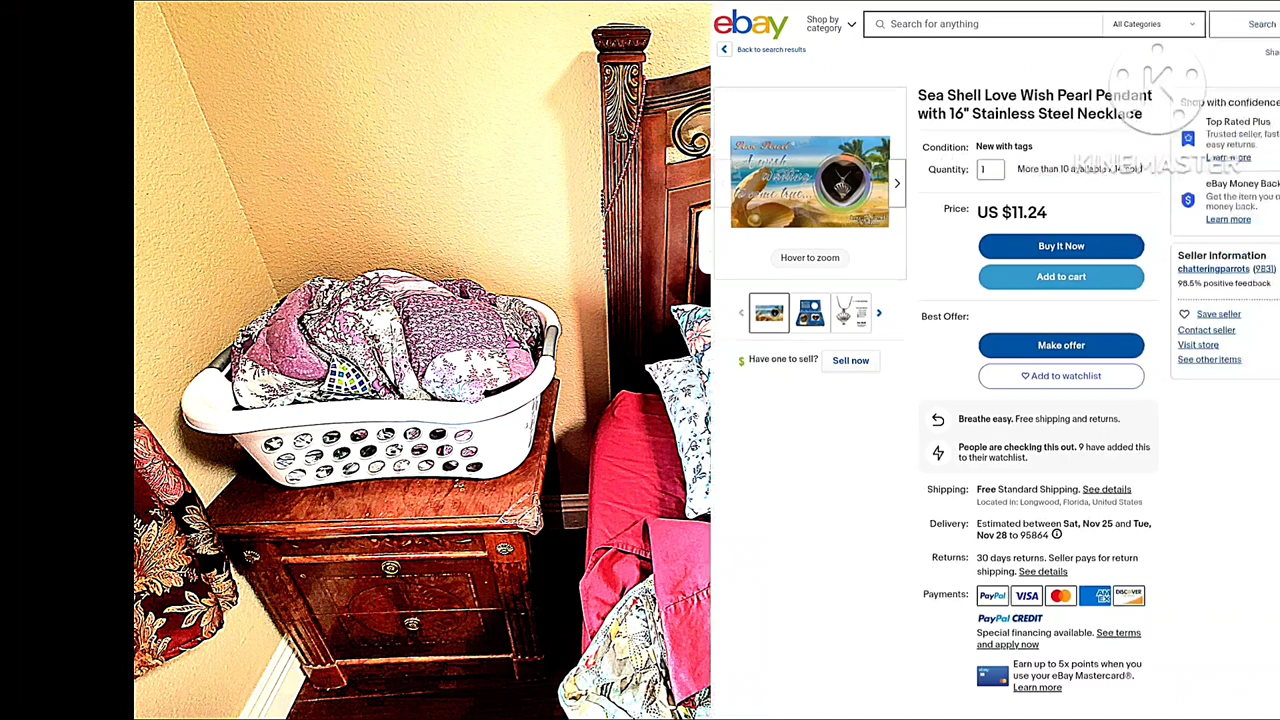 ebay
Shop by
category
Search for anything
All Categories
Search
Back to search results
Sha
Sea Shell Love Wish Pearl Pendant
with 16" Stainless Steel Necklace
Condition: New with tags
Quantity: 1 More than 10 available
KINEMASTER
Price: US $11.24
Buy It Now
Add to cart
Best Offer:
Make offer
Add to watchlist
Hover to zoom
$ Have one to sell? Sell now
Breathe easy. Free shipping and returns.
People are checking this out. 9 have added this
to their watchlist.
Shipping: Free Standard Shipping. See details
Located in: Longwood, Florida, United States
Delivery: Estimated between Sat, Nov 25 and Tue,
Nov 28 to 95864
Returns: 30 days returns. Seller pays for return
shipping. See details
Payments: PayPal VISA MasterCard AM EX DISCOVER
PayPal CREDIT
Special financing available. See terms
and apply now
Earn up to 5x points when you
use your eBay Mastercard®.
Learn more
Shop with confidence
Top Rated Plus
Trusted seller, fast
easy returns.
Learn more
eBay Money Back
Get the item you o
money back.
Learn more
Seller information
chatteringparrots (9831)
98.5% positive feedback
Save seller
Contact seller
Visit store
See other items